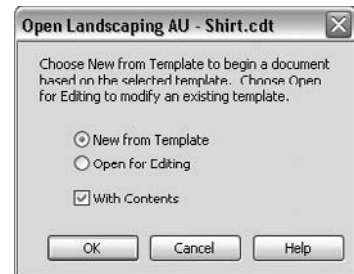 Open Landscaping AU - Shirt.cdt
Choose New from Template to begin a document
based on the selected template. Choose Open
for Editing to modify an existing template.
New from Template
Open for Editing
With Contents
OK Cancel Help